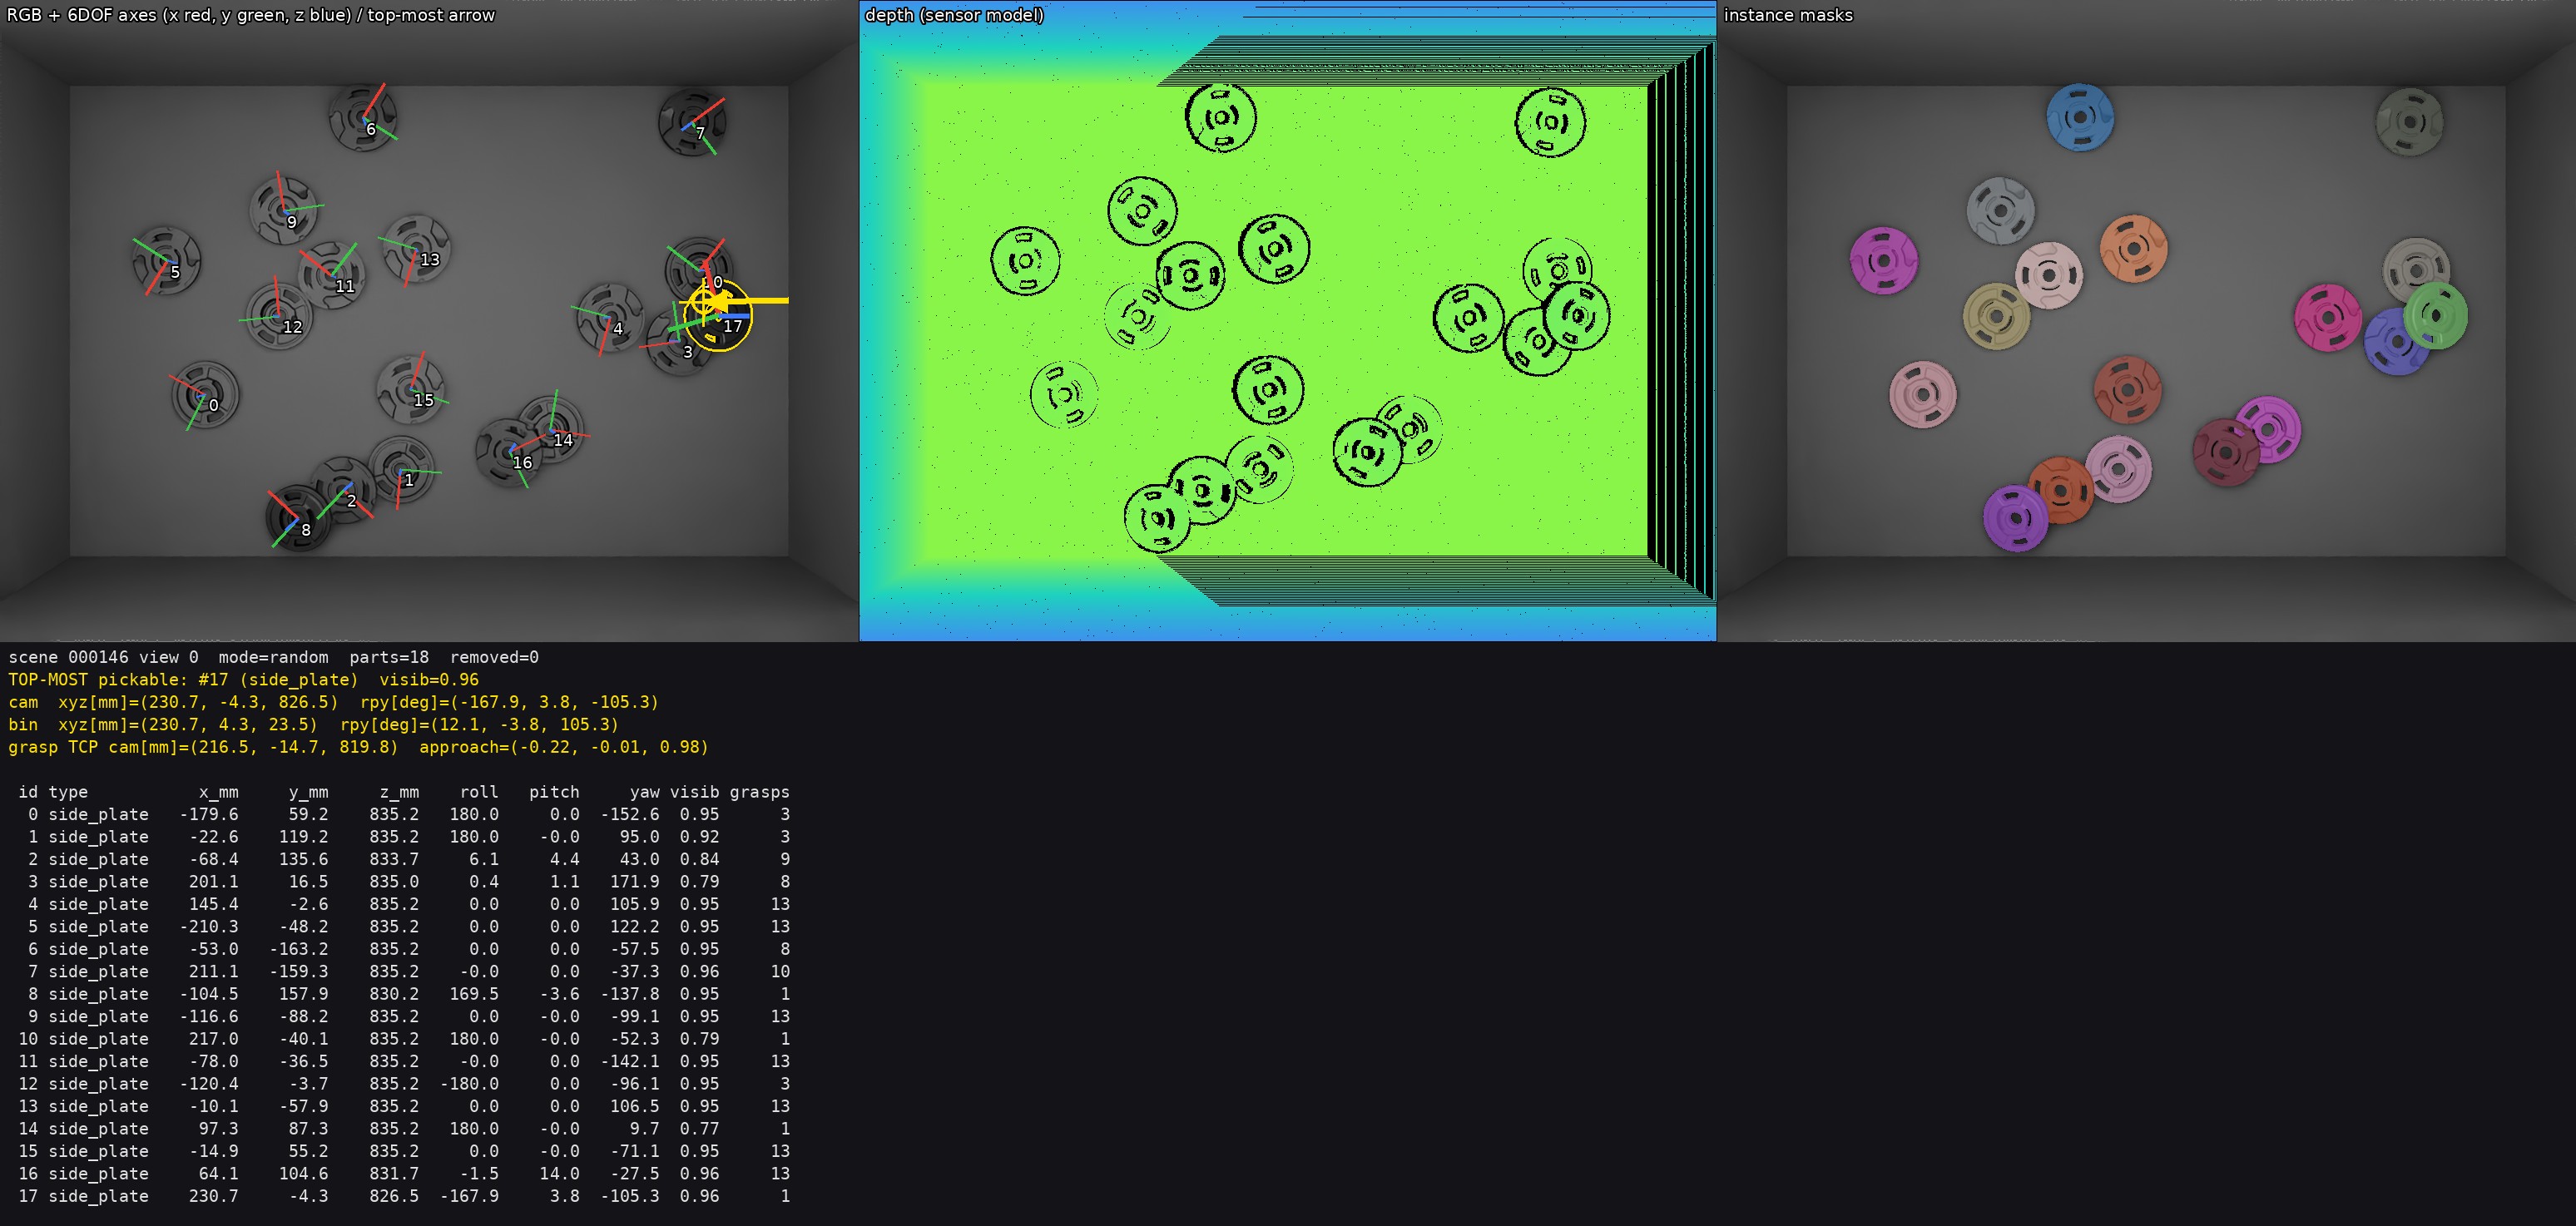 RGB + 6DOF axes (x red, y green, z blue) / top-most arrow
depth (sensor model)
instance masks
6
7
9
5
13
11
0
12
4
17
3
15
0
14
16
1
2
8
scene 000146 view 0  mode=random  parts=18  removed=0
TOP-MOST pickable: #17 (side_plate)  visib=0.96
cam  xyz[mm]=(230.7, -4.3, 826.5)  rpy[deg]=(-167.9, 3.8, -105.3)
bin  xyz[mm]=(230.7, 4.3, 23.5)  rpy[deg]=(12.1, -3.8, 105.3)
grasp TCP cam[mm]=(216.5, -14.7, 819.8)  approach=(-0.22, -0.01, 0.98)
id type x_mm y_mm z_mm roll pitch yaw visib grasps
0 side_plate -179.6 59.2 835.2 180.0 0.0 -152.6 0.95 3
1 side_plate -22.6 119.2 835.2 180.0 -0.0 95.0 0.92 3
2 side_plate -68.4 135.6 833.7 6.1 4.4 43.0 0.84 9
3 side_plate 201.1 16.5 835.0 0.4 1.1 171.9 0.79 8
4 side_plate 145.4 -2.6 835.2 0.0 0.0 105.9 0.95 13
5 side_plate -210.3 -48.2 835.2 0.0 0.0 122.2 0.95 13
6 side_plate -53.0 -163.2 835.2 0.0 0.0 -57.5 0.95 8
7 side_plate 211.1 -159.3 835.2 -0.0 0.0 -37.3 0.96 10
8 side_plate -104.5 157.9 830.2 169.5 -3.6 -137.8 0.95 1
9 side_plate -116.6 -88.2 835.2 0.0 0.0 -99.1 0.95 13
10 side_plate 217.0 -40.1 835.2 180.0 -0.0 -52.3 0.79 1
11 side_plate -78.0 -36.5 835.2 -0.0 0.0 -142.1 0.95 13
12 side_plate -120.4 -3.7 835.2 -180.0 0.0 -96.1 0.95 3
13 side_plate -10.1 -57.9 835.2 0.0 0.0 106.5 0.95 13
14 side_plate 97.3 87.3 835.2 180.0 -0.0 9.7 0.77 1
15 side_plate -14.9 55.2 835.2 0.0 -0.0 -71.1 0.95 13
16 side_plate 64.1 104.6 831.7 -1.5 14.0 -27.5 0.96 13
17 side_plate 230.7 -4.3 826.5 -167.9 3.8 -105.3 0.96 1